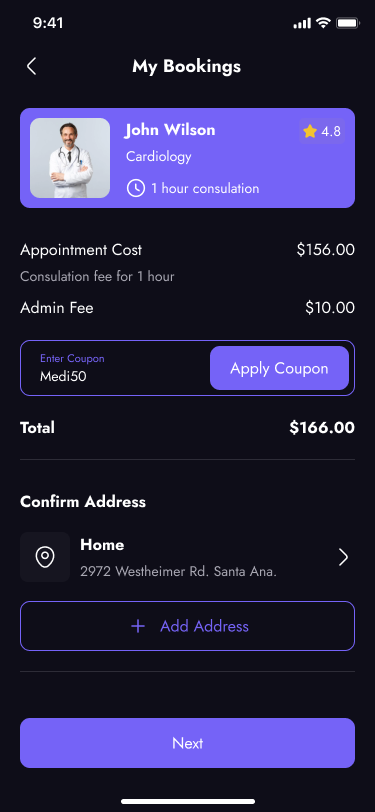 9:41
My Bookings
John Wilson
4.8
Cardiology
1 hour consulation
Appointment Cost $156.00
Consulation fee for 1 hour
Admin Fee $10.00
Enter Coupon
Medi50
Apply Coupon
Total $166.00
Confirm Address
Home
2972 Westheimer Rd. Santa Ana.
Add Address
Next